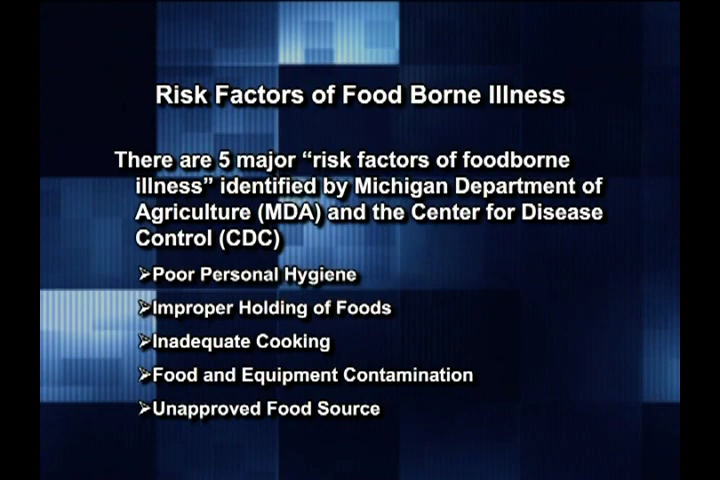 Risk Factors of Food Borne Illness
There are 5 major “risk factors of foodborne
illness” identified by Michigan Department of
Agriculture (MDA) and the Center for Disease
Control (CDC)
➢Poor Personal Hygiene
➢Improper Holding of Foods
➢Inadequate Cooking
➢Food and Equipment Contamination
➢Unapproved Food Source